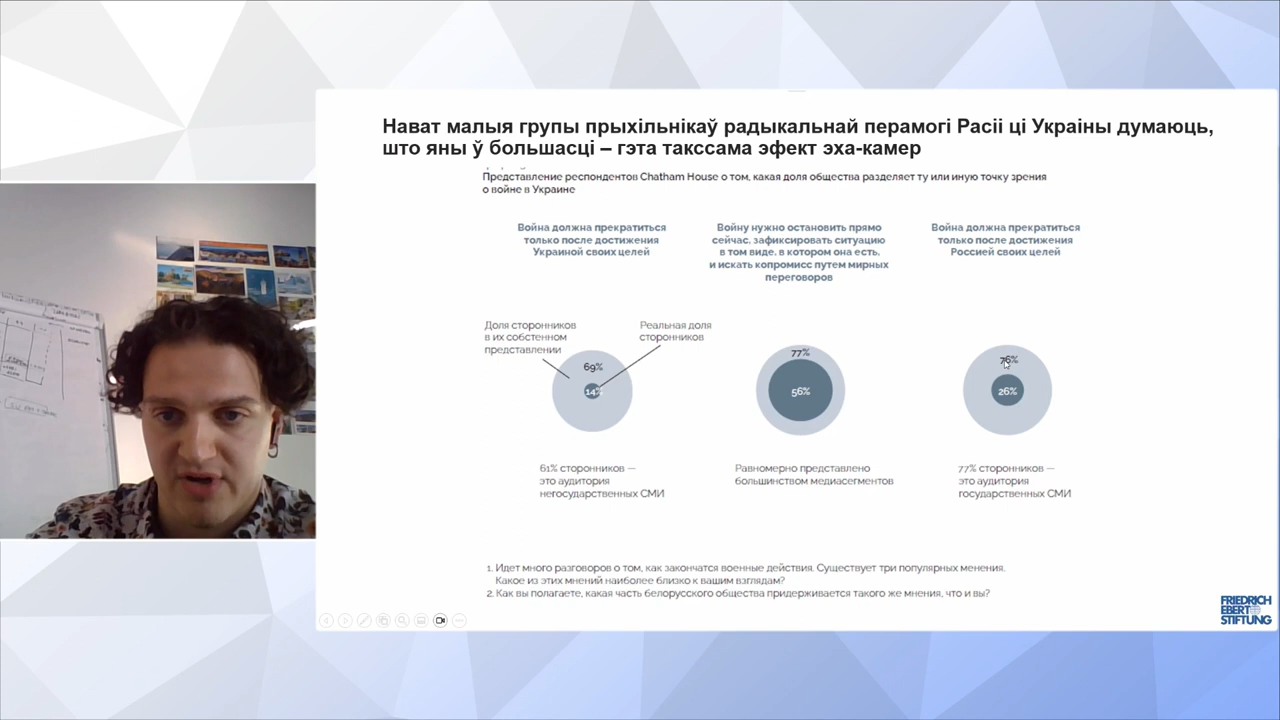 Нават малыя групы прыхільнікаў радыкальнай перамогі Расіі ці Украіны думаюць,
што яны ў большасці – гэта такссама эфект эха-камер
Представление респондентов Chatham House о том, какая доля общества разделяет ту или иную точку зрения
о войне в Украине
Война должна прекратиться
только после достижения
Украиной своих целей
Войну нужно остановить прямо
сейчас, зафиксировать ситуацию
в том виде, в котором она есть,
и искать копромисс путем мирных
переговоров
Война должна прекратиться
только после достижения
Россией своих целей
Доля сторонников
в их собстенном
представлении
Реальная доля
сторонников
69%
14%
77%
56%
76%
26%
61% сторонников —
это аудитория
негосударственных СМИ
Равномерно представлено
большинством медиасегментов
77% сторонников —
это аудитория
государственных СМИ
1. Идет много разговоров о том, как закончатся военные действия. Существует три популярных менения.
Какое из этих мнений наиболее близко к вашим взглядам?
2. Как вы полагаете, какая часть белорусского общества придерживается такого же мнения, что и вы?
FRIEDRICH
EBERT
STIFTUNG